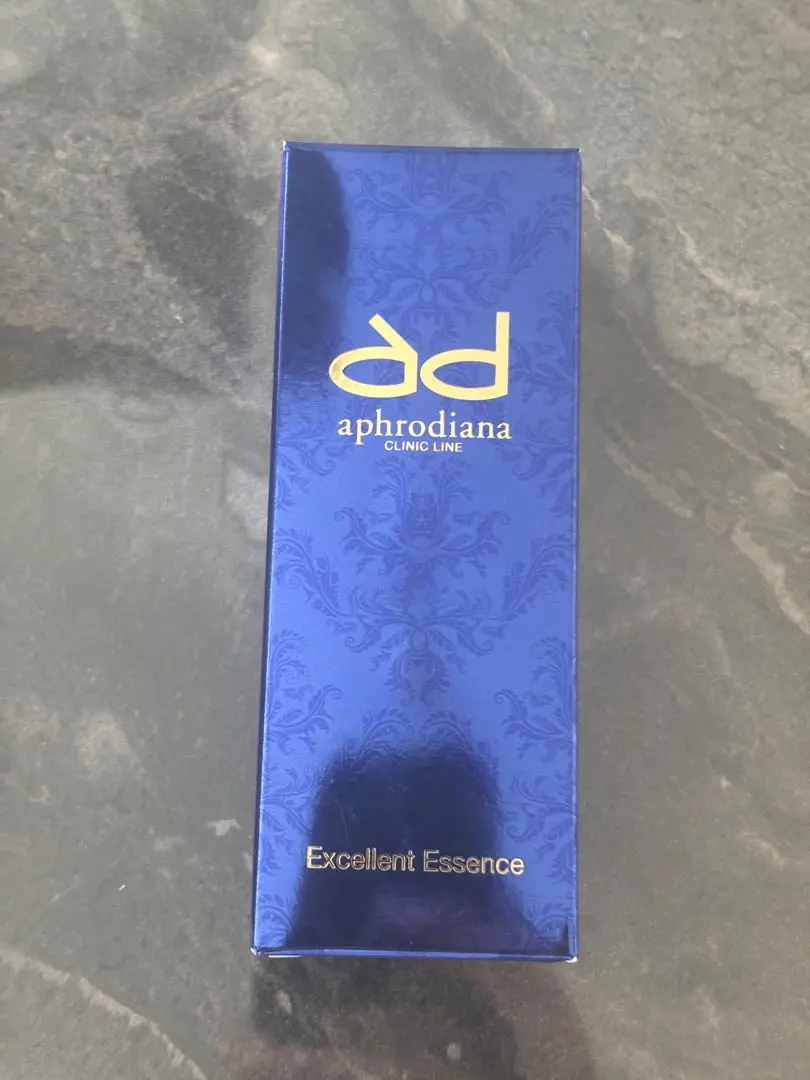 ad
aphrodiana
CLINIC LINE
Excellent Essence